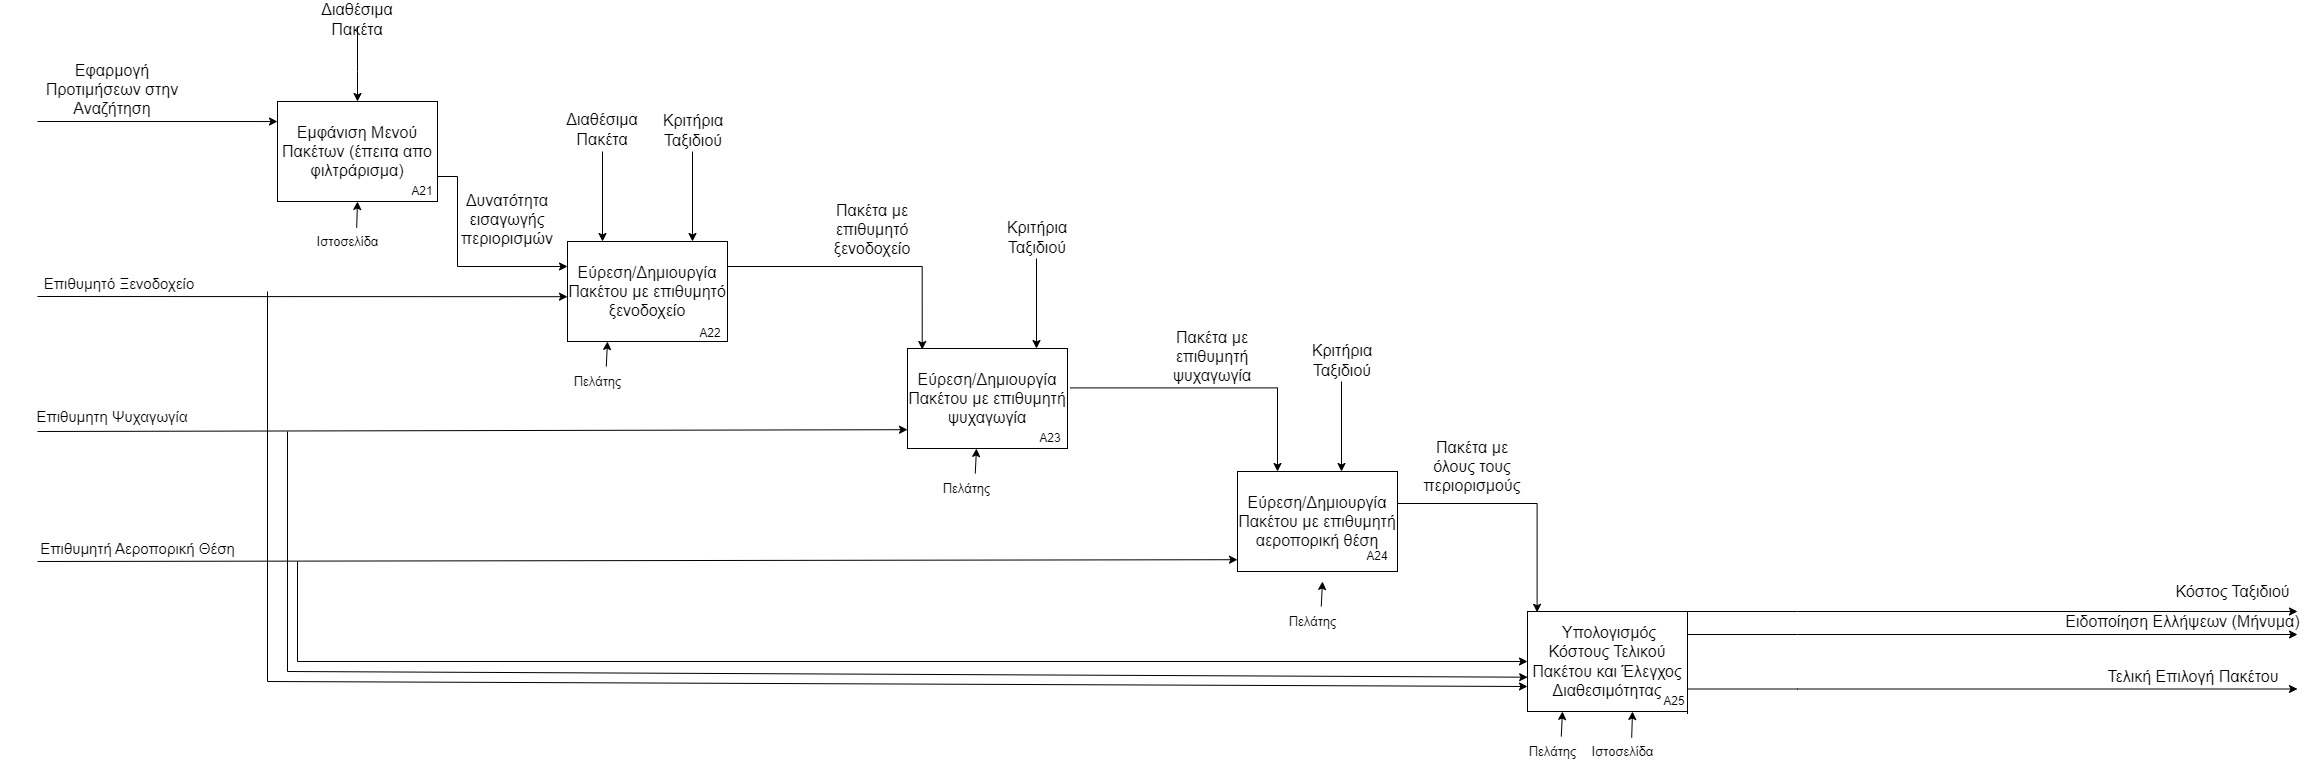 Διαθέσιμα
Πακέτα
Εφαρμογή
Προτιμήσεων στην
Αναζήτηση
Εμφάνιση Μενού
Πακέτων (έπειτα απο
φιλτράρισμα)
A21
Ιστοσελίδα
Δυνατότητα
εισαγωγής
περιορισμών
Διαθέσιμα
Πακέτα
Κριτήρια
Ταξιδιού
Επιθυμητό Ξενοδοχείο
Εύρεση/Δημιουργία
Πακέτου με επιθυμητό
ξενοδοχείο
A22
Πελάτης
Πακέτα με
επιθυμητό
ξενοδοχείο
Κριτήρια
Ταξιδιού
Επιθυμητη Ψυχαγωγία
Εύρεση/Δημιουργία
Πακέτου με επιθυμητή
ψυχαγωγία
A23
Πελάτης
Πακέτα με
επιθυμητή
ψυχαγωγία
Κριτήρια
Ταξιδιού
Επιθυμητή Αεροπορική Θέση
Εύρεση/Δημιουργία
Πακέτου με επιθυμητή
αεροπορική θέση
A24
Πελάτης
Πακέτα με
όλους τους
περιορισμούς
Υπολογισμός
Κόστους Τελικού
Πακέτου και Έλεγχος
Διαθεσιμότητας
A25
Πελάτης
Ιστοσελίδα
Κόστος Ταξιδιού
Ειδοποίηση Ελλήψεων (Μήνυμα)
Τελική Επιλογή Πακέτου